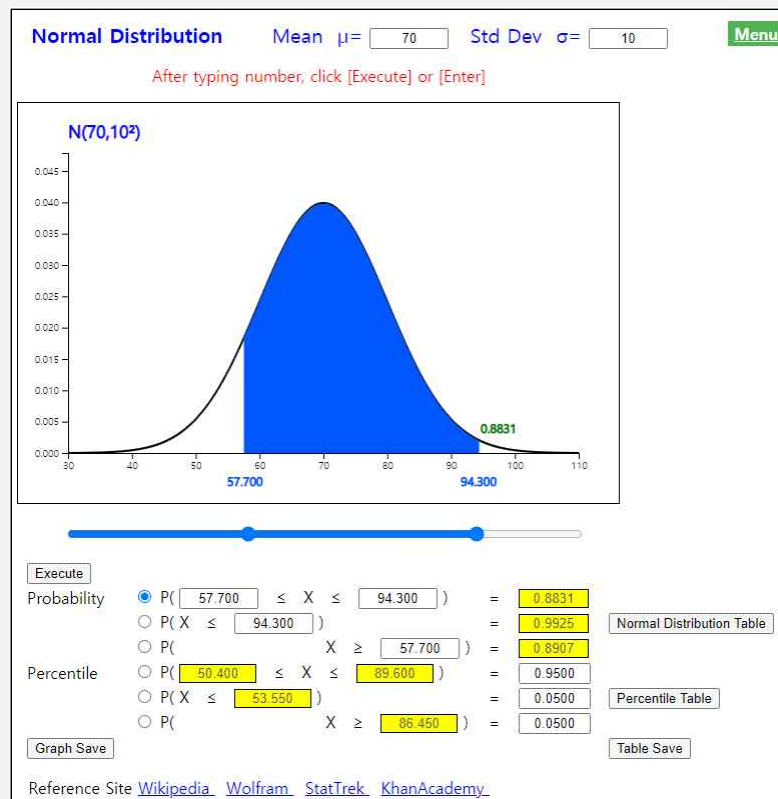 Normal Distribution Mean μ= 70 Std Dev σ= 10 Menu
After typing number, click [Execute] or [Enter]
N(70,10²)
0.045
0.040
0.035
0.030
0.025
0.020
0.015
0.010
0.005
0.000
0.8831
30 40 50 60 70 80 90 100 110
57.700 94.300
Execute
Probability P( 57.700 ≤ X ≤ 94.300 ) = 0.8831
P( X ≤ 94.300 ) = 0.9925 Normal Distribution Table
P( X ≥ 57.700 ) = 0.8907
Percentile P( 50.400 ≤ X ≤ 89.600 ) = 0.9500
P( X ≤ 53.550 ) = 0.0500 Percentile Table
P( X ≥ 86.450 ) = 0.0500
Graph Save Table Save
Reference Site Wikipedia Wolfram StatTrek KhanAcademy